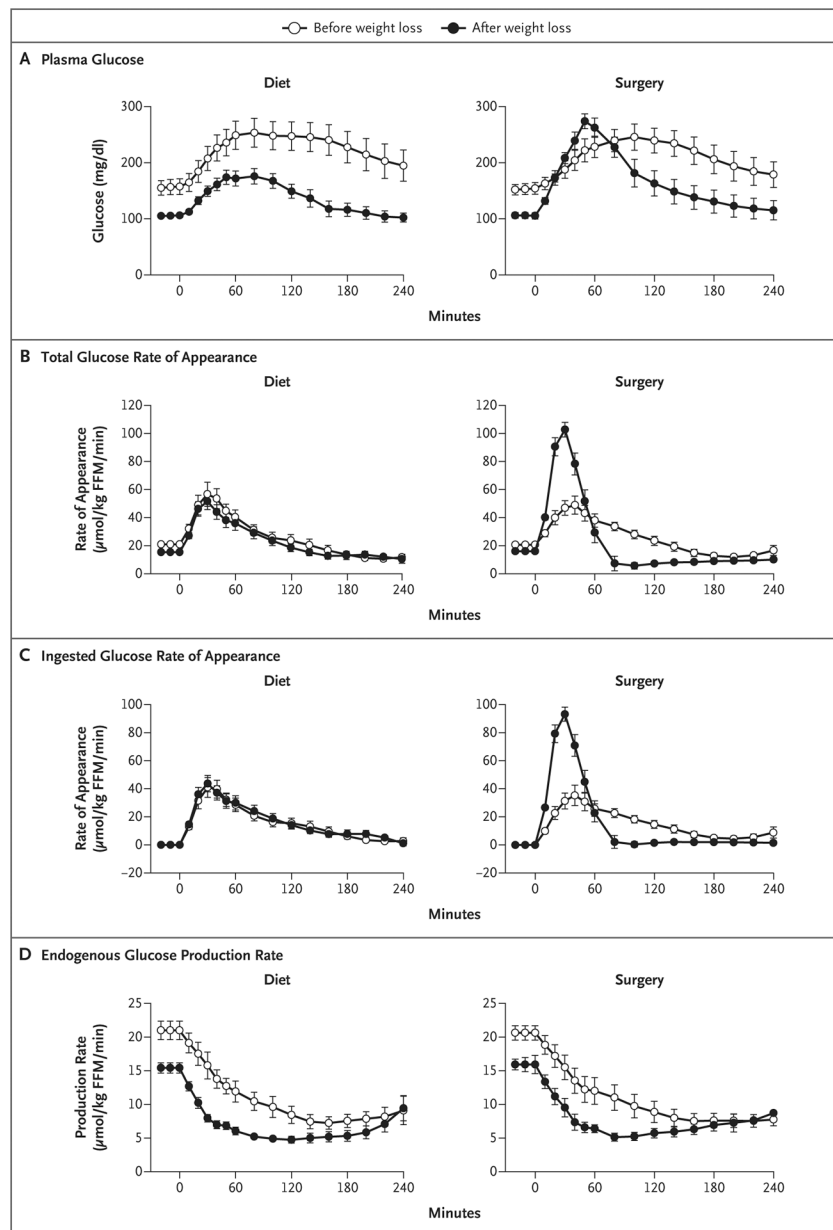 Before weight loss After weight loss
A Plasma Glucose
Diet Surgery
Glucose (mg/dl)
300
200
100
0
0 60 120 180 240
300
200
100
0
0 60 120 180 240
Minutes Minutes
B Total Glucose Rate of Appearance
Diet Surgery
Rate of Appearance
(µmol/kg FFM/min)
120
100
80
60
40
20
0
0 60 120 180 240
120
100
80
60
40
20
0
0 60 120 180 240
Minutes Minutes
C Ingested Glucose Rate of Appearance
Diet Surgery
Rate of Appearance
(µmol/kg FFM/min)
100
80
60
40
20
0
–20
0 60 120 180 240
100
80
60
40
20
0
–20
0 60 120 180 240
Minutes Minutes
D Endogenous Glucose Production Rate
Diet Surgery
Production Rate
(µmol/kg FFM/min)
25
20
15
10
5
0
0 60 120 180 240
25
20
15
10
5
0
0 60 120 180 240
Minutes Minutes